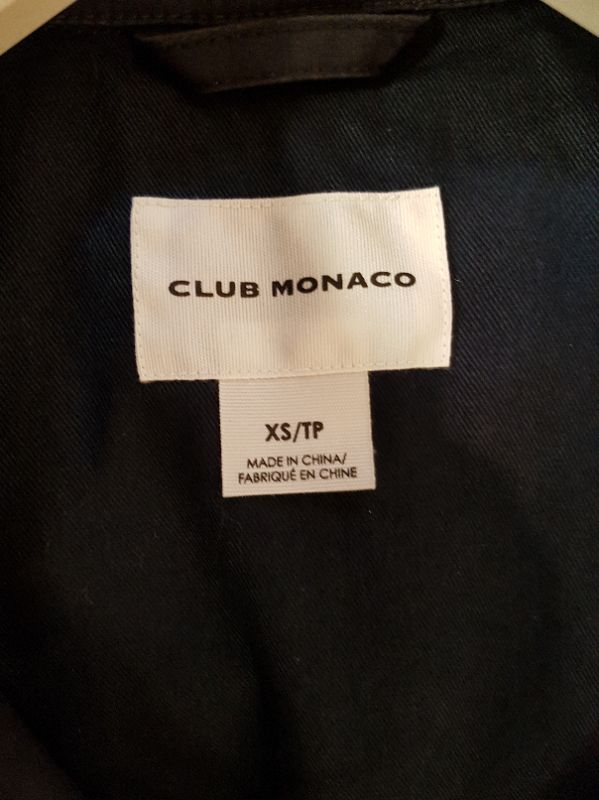 CLUB MONACO
XS/TP
MADE IN CHINA/
FABRIQUÉ EN CHINE